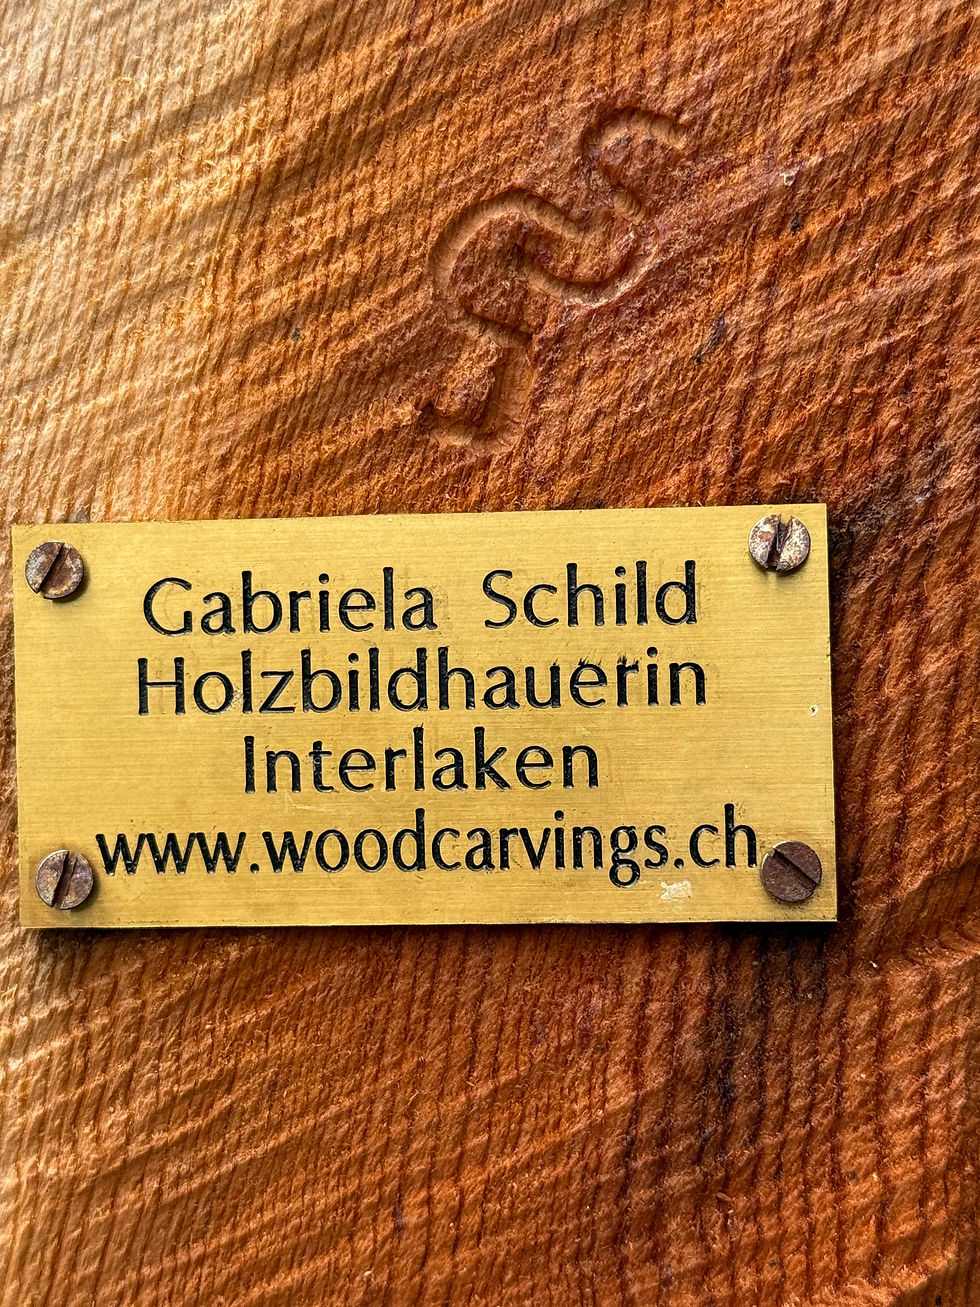 Gabriela Schild
Holzbildhauerin
Interlaken
www.woodcarvings.ch